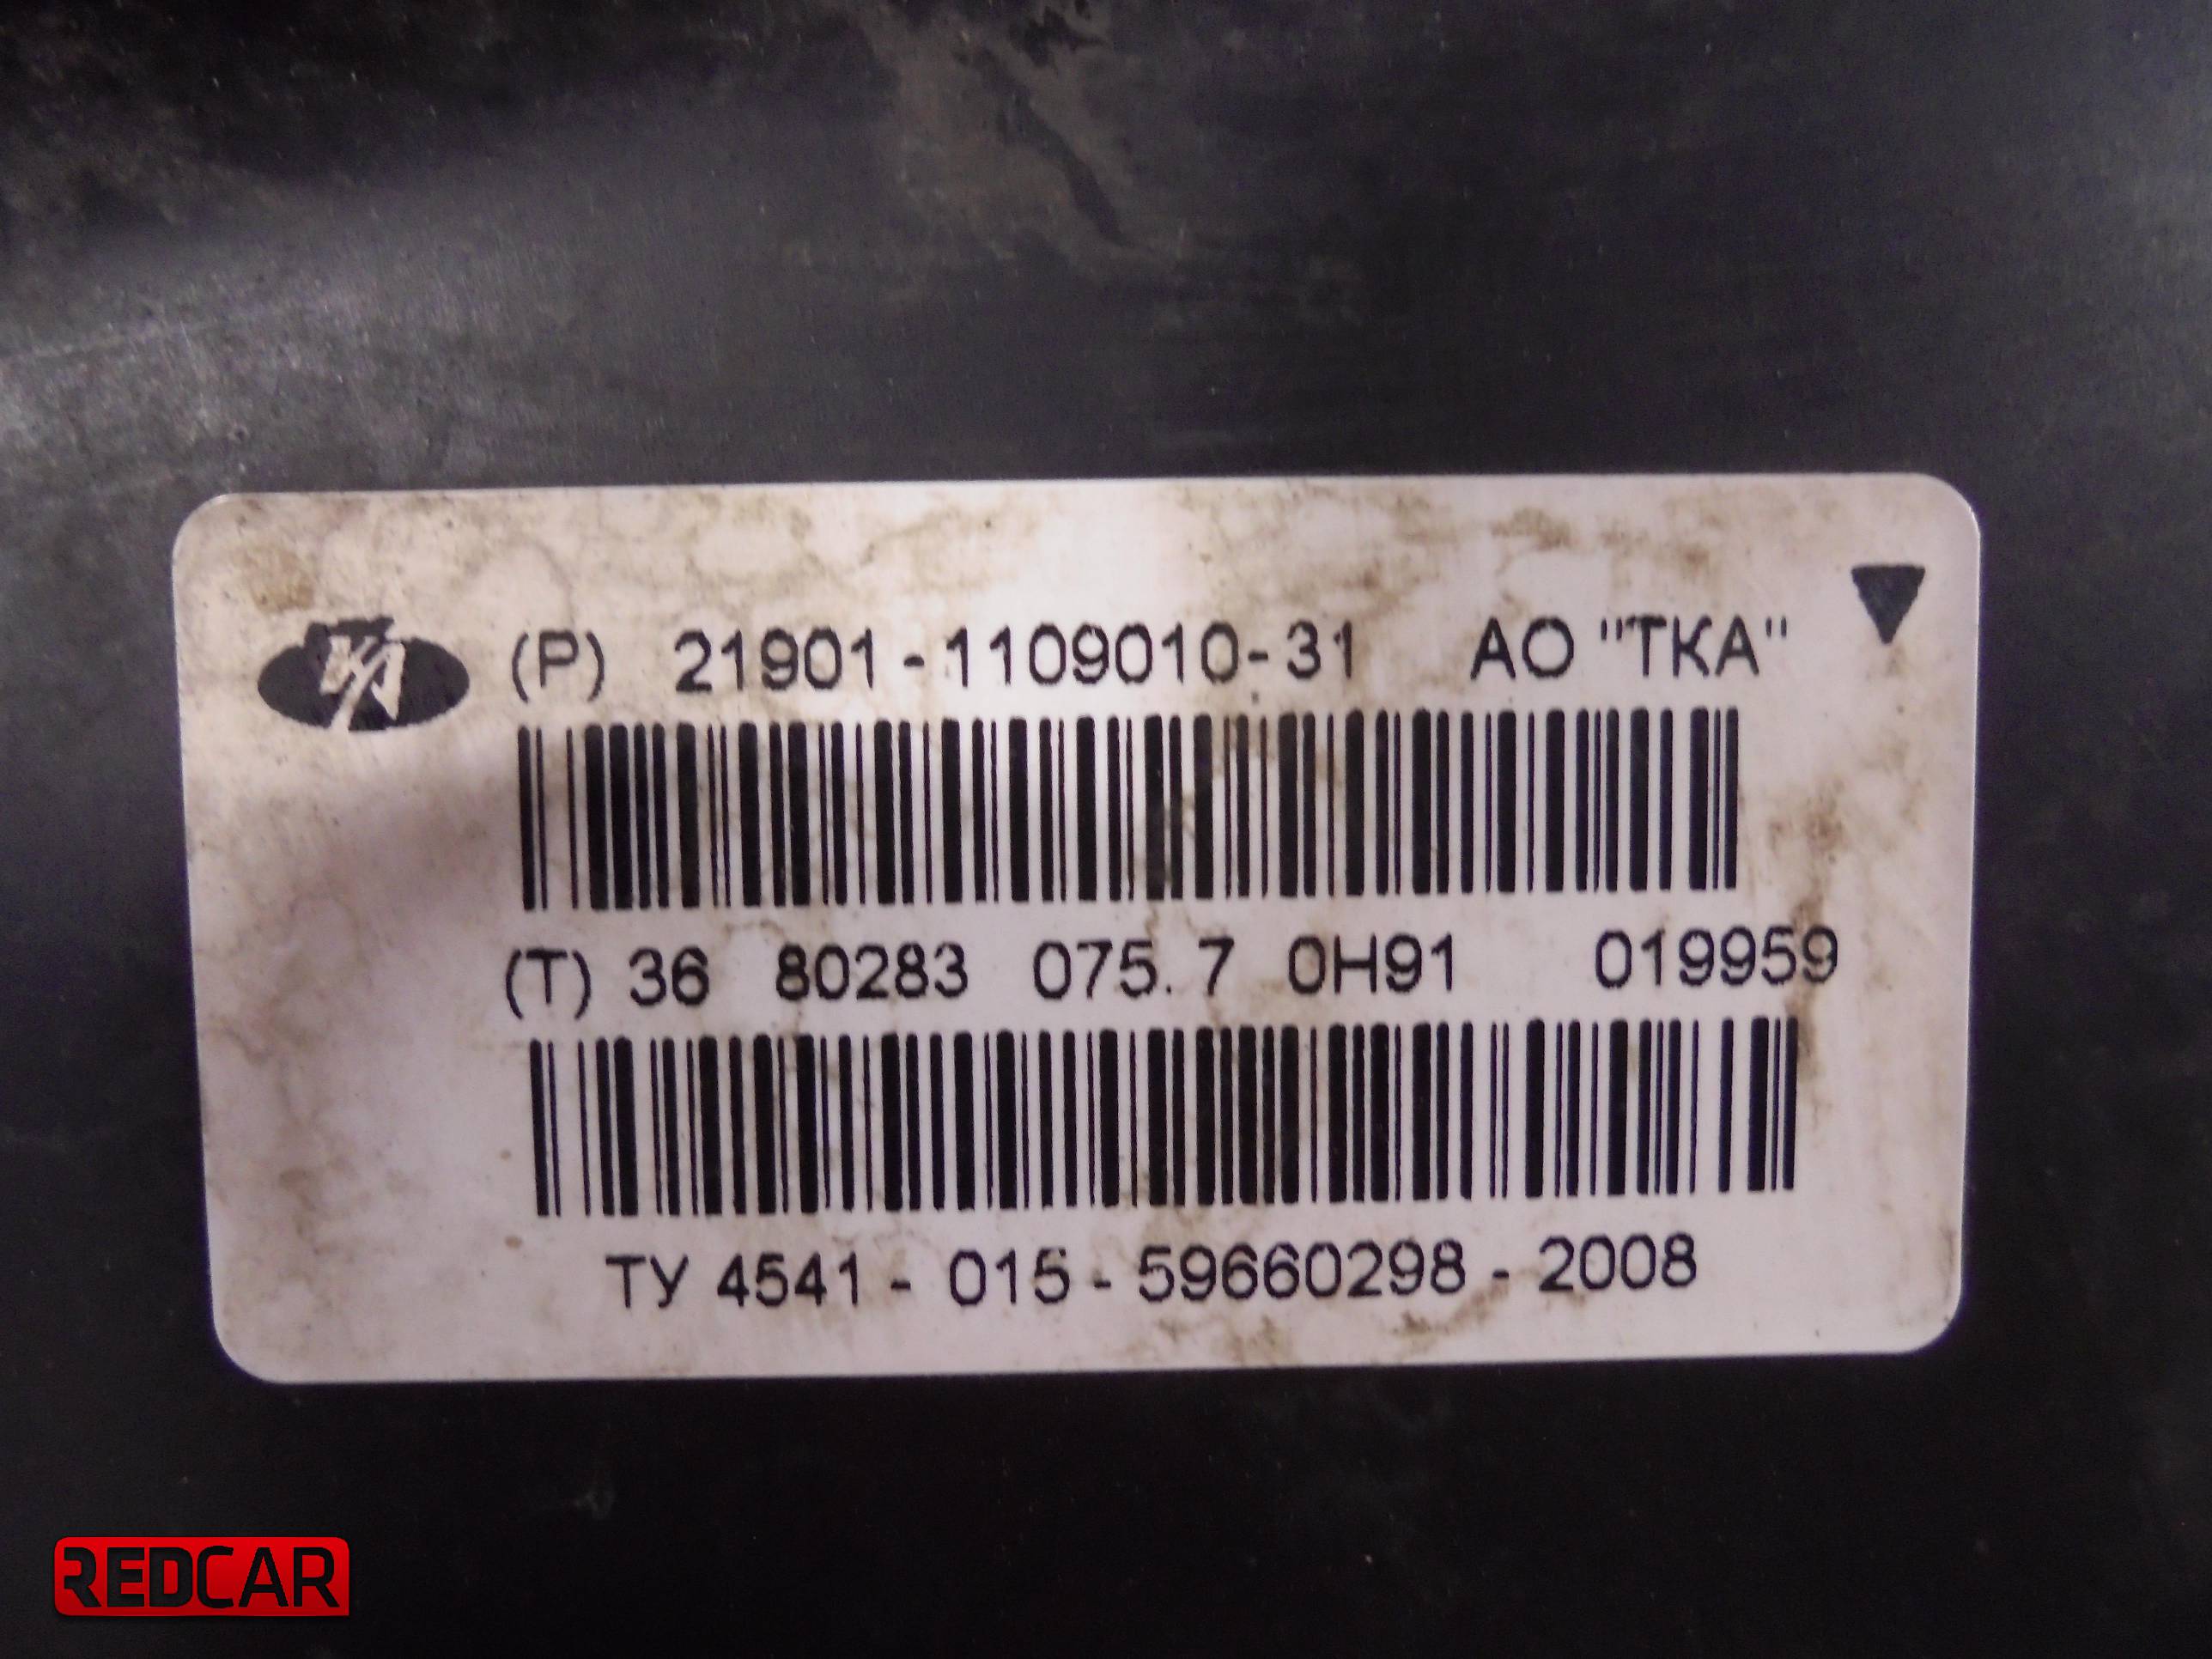 (P) 21901-1109010-31 АО "ТКА"
(T) 36 80283 075.7 0H91 019959
ТУ 4541 - 015 - 59660298 - 2008
REDCAR